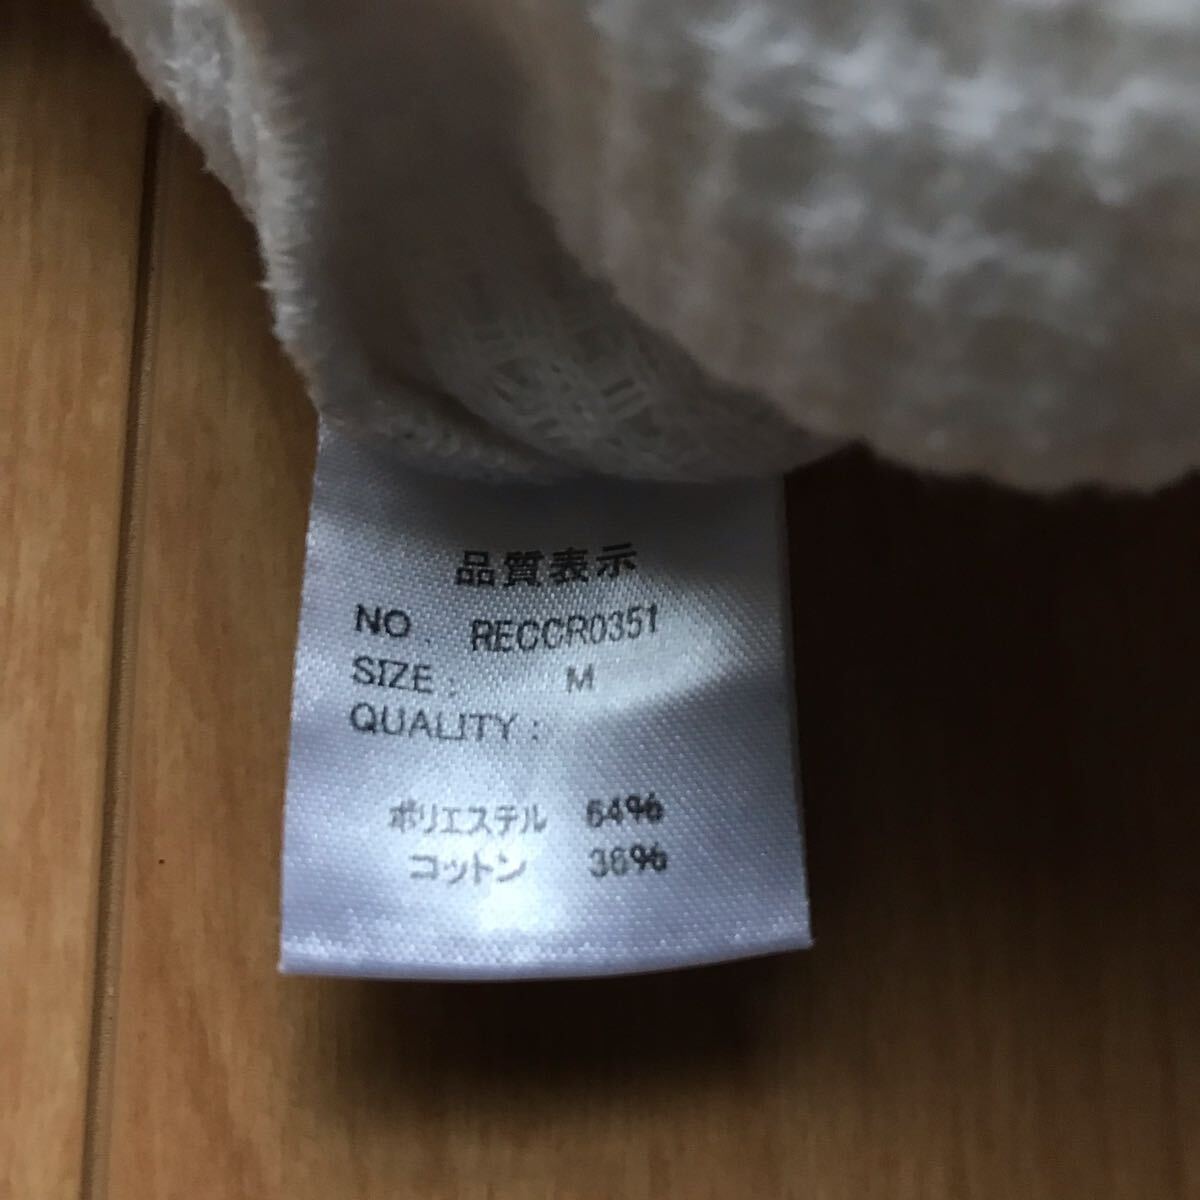 品質表示
NO. RECCR0351
SIZE: M
QUALITY:
ポリエステル 64%
コットン 36%